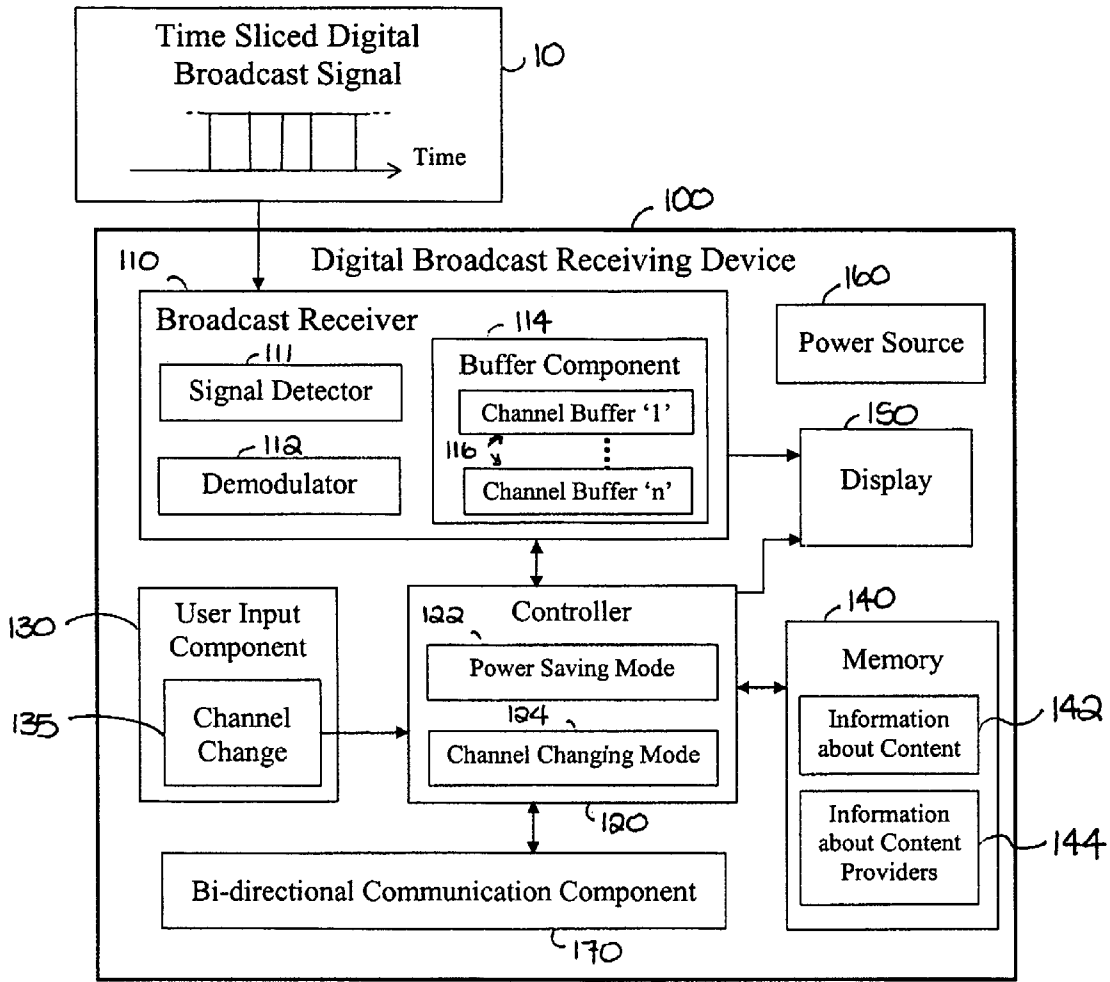 Time Sliced Digital
Broadcast Signal
10
Time
100
Digital Broadcast Receiving Device
110
Broadcast Receiver
111
Signal Detector
112
Demodulator
114
Buffer Component
Channel Buffer ‘1’
116
Channel Buffer ‘n’
160
Power Source
150
Display
130
User Input
Component
135
Channel
Change
Controller
122
Power Saving Mode
124
Channel Changing Mode
120
140
Memory
Information
about Content
142
Information
about Content
Providers
144
Bi-directional Communication Component
170